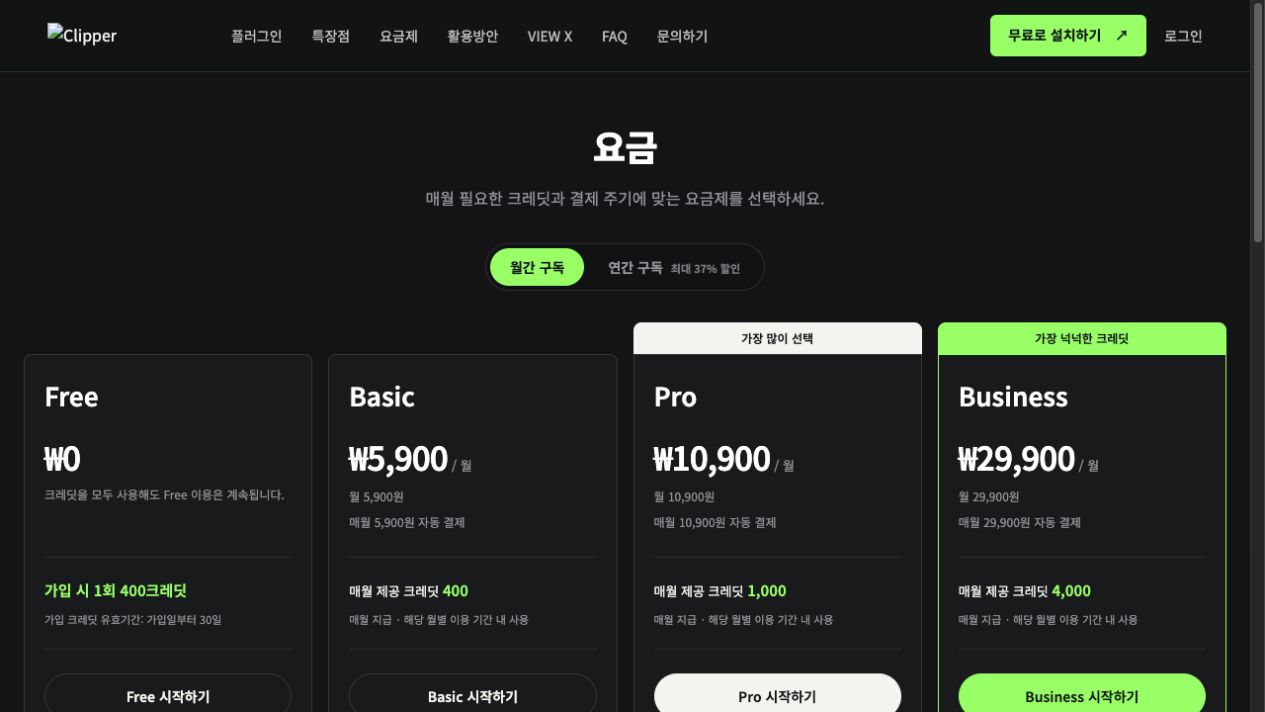 Clipper
플러그인
특장점
요금제
활용방안
VIEW X
FAQ
문의하기
무료로 설치하기 ↗
로그인
요금
매월 필요한 크레딧과 결제 주기에 맞는 요금제를 선택하세요.
월간 구독
연간 구독 최대 37% 할인
Free
₩0
크레딧을 모두 사용해도 Free 이용은 계속됩니다.
가입 시 1회 400크레딧
가입 크레딧 유효기간: 가입일부터 30일
Free 시작하기
Basic
₩5,900 / 월
월 5,900원
매월 5,900원 자동 결제
매월 제공 크레딧 400
매월 지급 · 해당 월별 이용 기간 내 사용
Basic 시작하기
가장 많이 선택
Pro
₩10,900 / 월
월 10,900원
매월 10,900원 자동 결제
매월 제공 크레딧 1,000
매월 지급 · 해당 월별 이용 기간 내 사용
Pro 시작하기
가장 넉넉한 크레딧
Business
₩29,900 / 월
월 29,900원
매월 29,900원 자동 결제
매월 제공 크레딧 4,000
매월 지급 · 해당 월별 이용 기간 내 사용
Business 시작하기